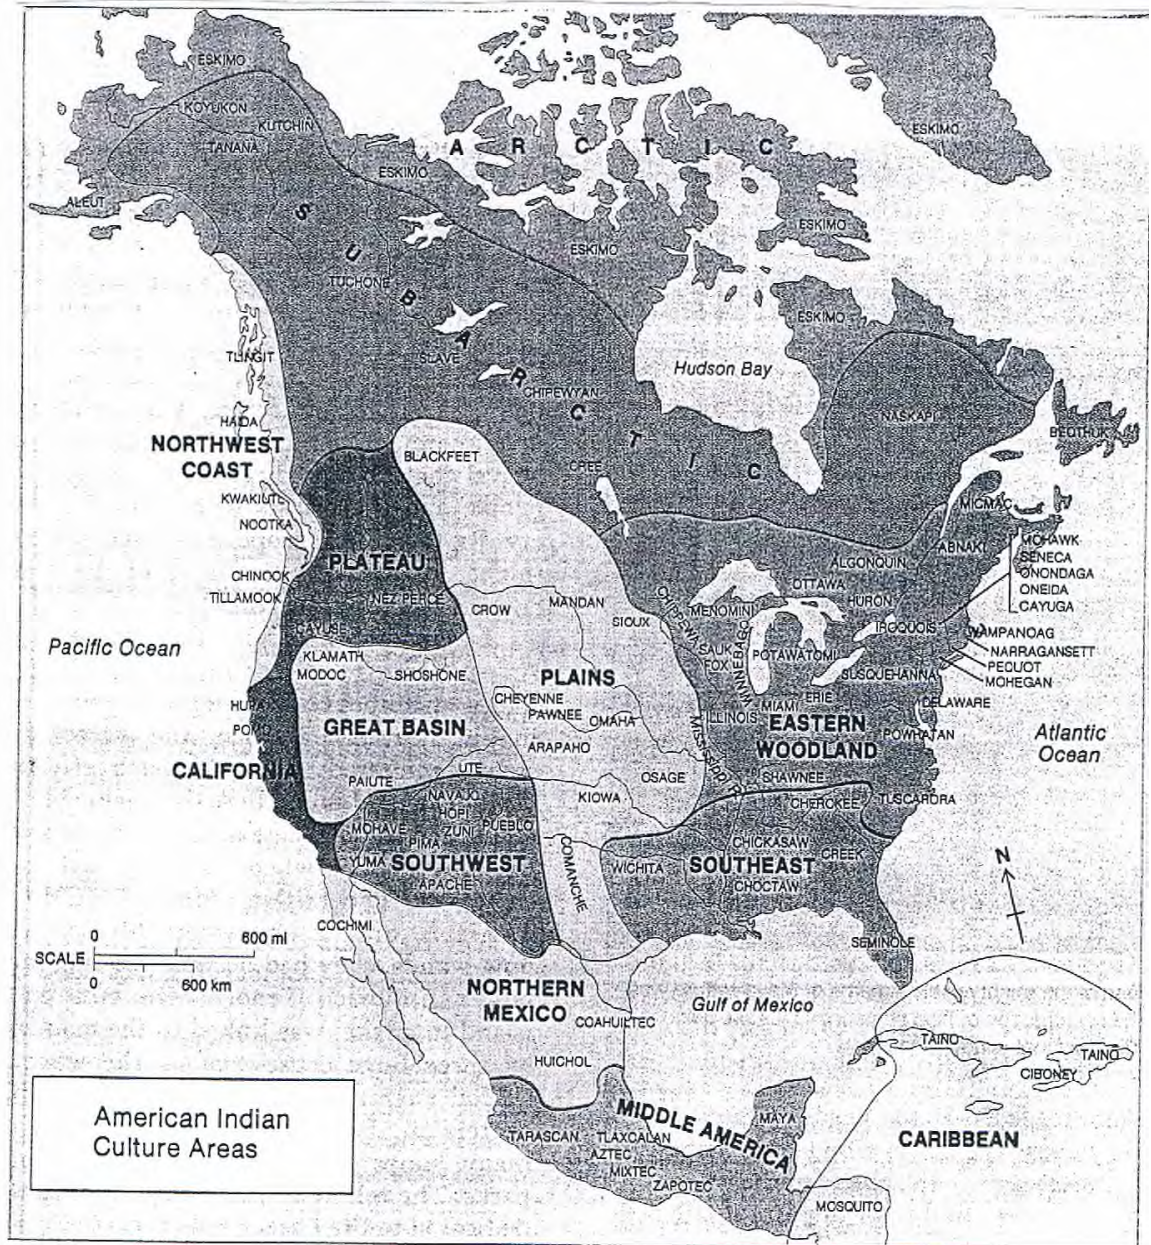 ESKIMO
KOYUKON
KUTCHIN
TANANA
ALEUT
ARCTIC
ESKIMO
ESKIMO
ESKIMO
ESKIMO
ESKIMO
SUBARCTIC
TUCHONE
SLAVE
CHIPEWYAN
CREE
Hudson Bay
NASKAPI
BEOTHUK
TLINGIT
HAIDA
NORTHWEST
COAST
KWAKIUTL
NOOTKA
CHINOOK
TILLAMOOK
BLACKFEET
PLATEAU
NEZ PERCE
CAYUSE
Pacific Ocean
CROW
MANDAN
SIOUX
PLAINS
CHEYENNE
PAWNEE
OMAHA
ARAPAHO
OSAGE
KIOWA
COMANCHE
KLAMATH
MODOC
SHOSHONE
GREAT BASIN
PAIUTE
UTE
HUPA
POMO
CALIFORNIA
MICMAC
ABNAKI
ALGONQUIN
OTTAWA
HURON
IROQUOIS
MOHAWK
SENECA
ONONDAGA
ONEIDA
CAYUGA
WAMPANOAG
NARRAGANSETT
PEQUOT
MOHEGAN
CHIPEWA
MENOMINI
WINNEBAGO
SAUK
FOX
POTAWATOMI
SUSQUEHANNA
ERIE
MIAMI
ILLINOIS
DELAWARE
POWHATAN
EASTERN
WOODLAND
Mississippi R.
SHAWNEE
Atlantic
Ocean
NAVAJO
HOPI
ZUNI
PUEBLO
MOHAVE
PIMA
YUMA
SOUTHWEST
APACHE
CHEROKEE
TUSCARORA
CHICKASAW
CREEK
WICHITA
SOUTHEAST
CHOCTAW
SEMINOLE
N
COCHIMI
SCALE
0
600 mi
0
600 km
NORTHERN
MEXICO
COAHUILTEC
HUICHOL
Gulf of Mexico
TAINO
TAINO
CIBONEY
CARIBBEAN
MIDDLE AMERICA
MAYA
TARASCAN
TLAXCALAN
AZTEC
MIXTEC
ZAPOTEC
MOSQUITO
American Indian
Culture Areas